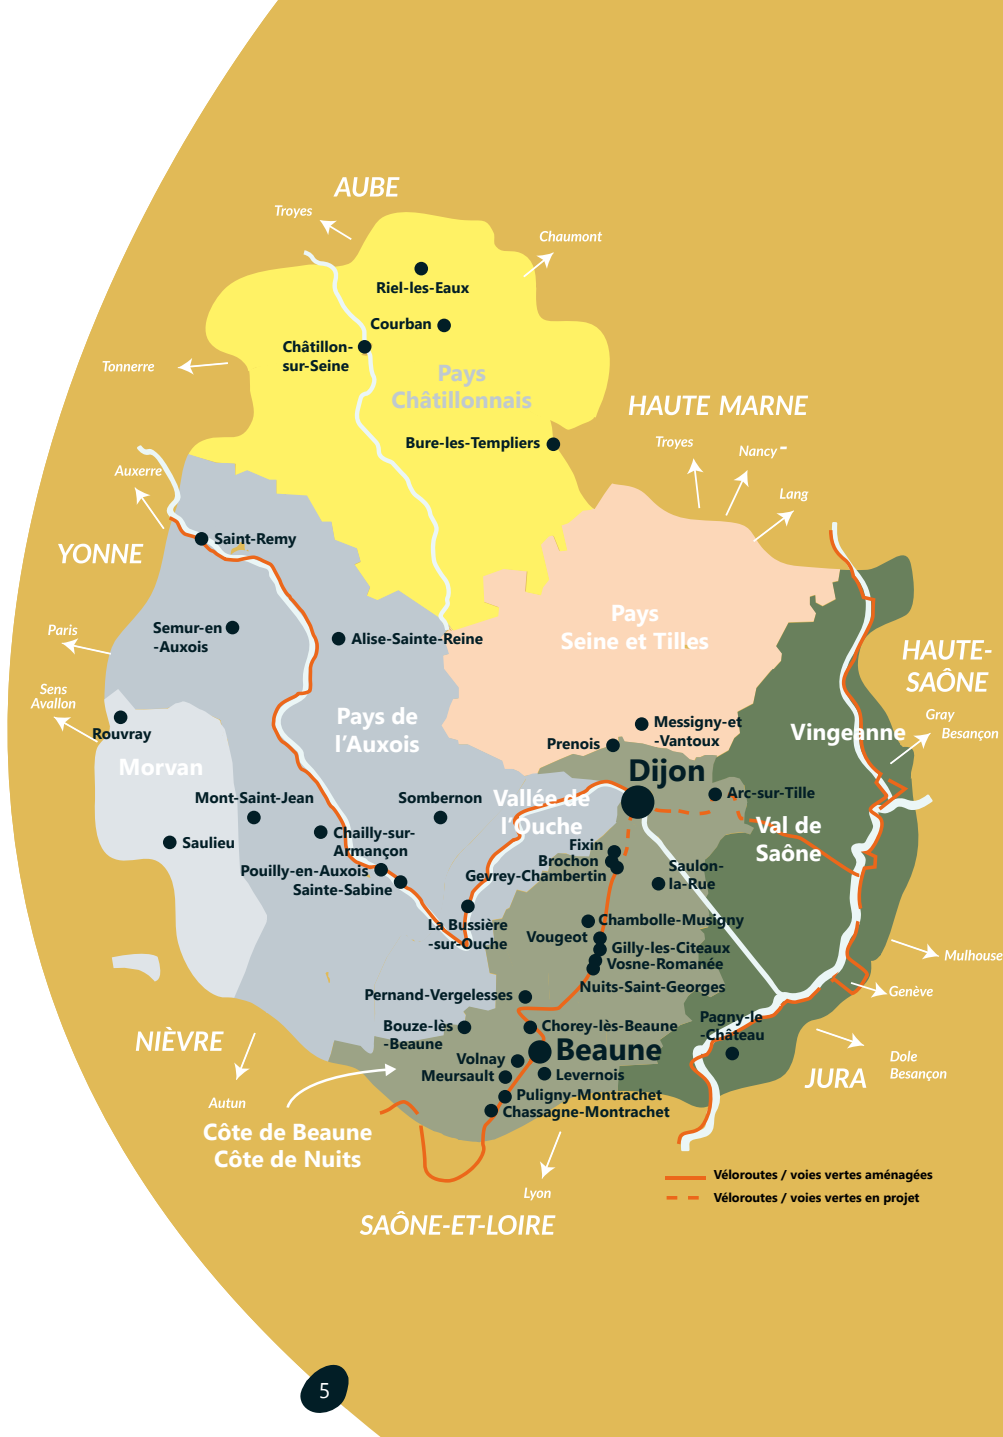 AUBE
Troyes
Chaumont
Riel-les-Eaux
Courban
Châtillon-
sur-Seine
Tonnerre
Pays
Châtillonnais
HAUTE MARNE
Bure-les-Templiers
Troyes
Nancy -
Auxerre
Lang
Saint-Remy
YONNE
Pays
Seine et Tilles
Semur-en
-Auxois
Paris
Alise-Sainte-Reine
HAUTE-
SAÔNE
Sens
Avallon
Rouvray
Pays de
l'Auxois
Messigny-et
-Vantoux
Prenois
Vingeanne
Gray
Besançon
Morvan
Dijon
Mont-Saint-Jean
Sombernon
Vallée de
l'Ouche
Arc-sur-Tille
Val de
Saône
Saulieu
Chailly-sur-
Armançon
Fixin
Brochon
Gevrey-Chambertin
Saulon-
la-Rue
Pouilly-en-Auxois
Sainte-Sabine
La Bussière
-sur-Ouche
Chambolle-Musigny
Vougeot
Gilly-les-Citeaux
Vosne-Romanée
Nuits-Saint-Georges
Mulhouse
Genève
Pernand-Vergelesses
Bouze-lès
-Beaune
Chorey-lès-Beaune
Pagny-le
-Château
NIÈVRE
Beaune
Volnay
Meursault
Levernois
Dole
Besançon
JURA
Puligny-Montrachet
Chassagne-Montrachet
Autun
Côte de Beaune
Côte de Nuits
Lyon
Véloroutes / voies vertes aménagées
Véloroutes / voies vertes en projet
SAÔNE-ET-LOIRE
5